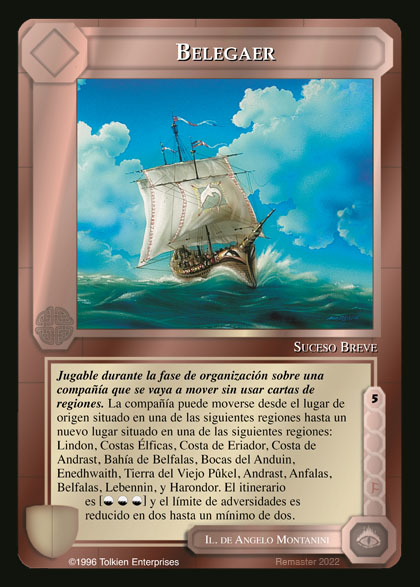 BELEGAER
SUCESO BREVE
Jugable durante la fase de organización sobre una
compañía que se vaya a mover sin usar cartas de
regiones. La compañía puede moverse desde el lugar de
origen situado en una de las siguientes regiones hasta un
nuevo lugar situado en una de las siguientes regiones:
Lindon, Costas Élficas, Costa de Eriador, Costa de
Andrast, Bahía de Belfalas, Bocas del Anduin,
Enedhwaith, Tierra del Viejo Pûkel, Andrast, Anfalas,
Belfalas, Lebennin, y Harondor. El itinerario
es [ ] y el límite de adversidades es
reducido en dos hasta un mínimo de dos.
5
IL. DE ANGELO MONTANINI
©1996 Tolkien Enterprises
Remaster 2022